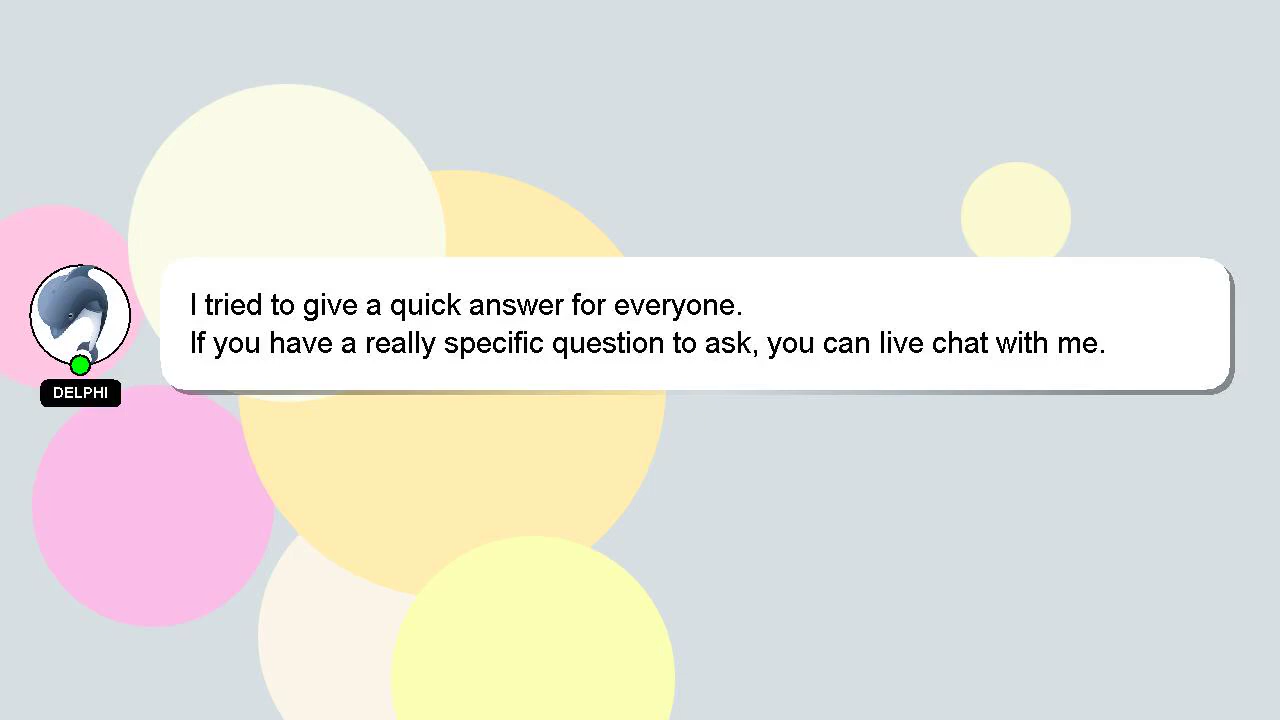 I tried to give a quick answer for everyone.
If you have a really specific question to ask, you can live chat with me.
DELPHI